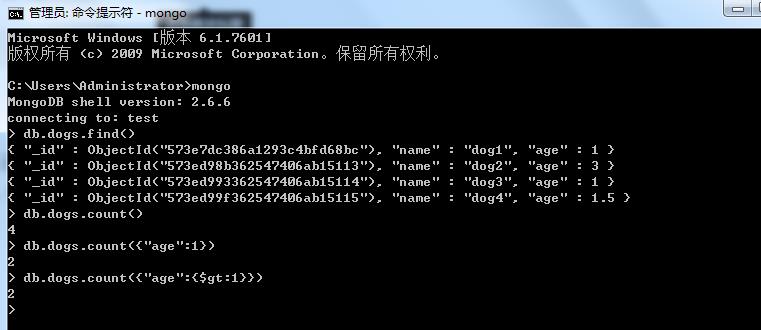 管理员: 命令提示符 - mongo
Microsoft Windows [版本 6.1.7601]
版权所有 (c) 2009 Microsoft Corporation。保留所有权利。
C:\Users\Administrator>mongo
MongoDB shell version: 2.6.6
connecting to: test
> db.dogs.find()
{ "_id" : ObjectId("573e7dc386a1293c4bfd68bc"), "name" : "dog1", "age" : 1 }
{ "_id" : ObjectId("573ed98b362547406ab15113"), "name" : "dog2", "age" : 3 }
{ "_id" : ObjectId("573ed993362547406ab15114"), "name" : "dog3", "age" : 1 }
{ "_id" : ObjectId("573ed99f362547406ab15115"), "name" : "dog4", "age" : 1.5 }
> db.dogs.count()
4
> db.dogs.count({"age":1})
2
> db.dogs.count({"age":{$gt:1}})
2
>